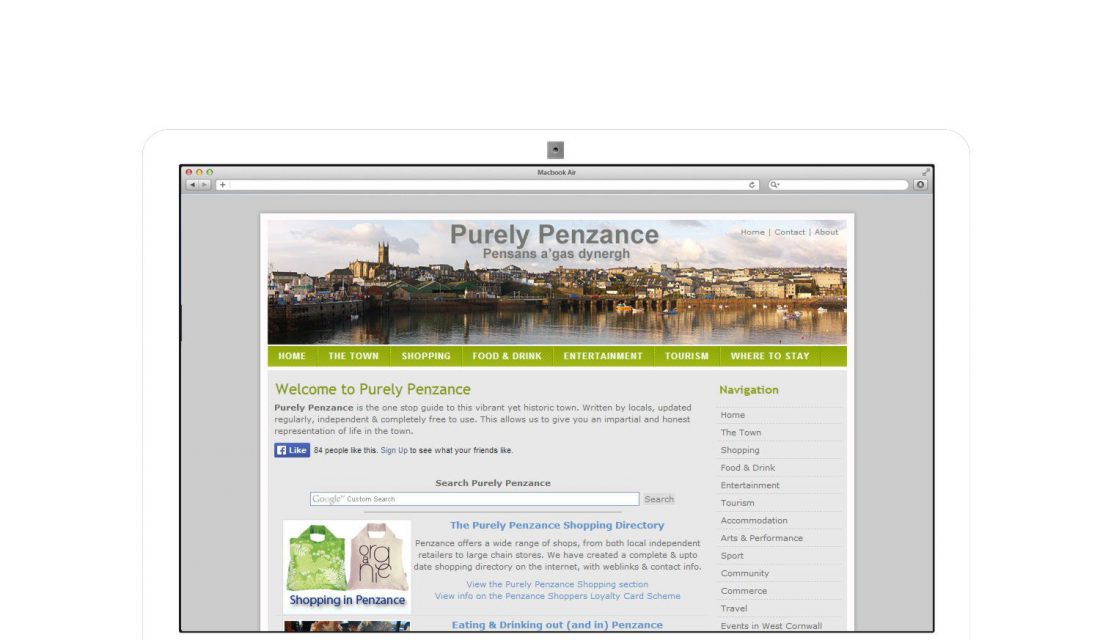 Macbook Air
Purely Penzance
Pensans a'gas dynergh
Home | Contact | About
HOME THE TOWN SHOPPING FOOD & DRINK ENTERTAINMENT TOURISM WHERE TO STAY
Welcome to Purely Penzance
Purely Penzance is the one stop guide to this vibrant yet historic town. Written by locals, updated
regularly, independent & completely free to use. This allows us to give you an impartial and honest
representation of life in the town.
Like 84 people like this. Sign Up to see what your friends like.
Search Purely Penzance
Google™ Custom Search Search
organic
Shopping in Penzance
The Purely Penzance Shopping Directory
Penzance offers a wide range of shops, from both local independent
retailers to large chain stores. We have created a complete & upto
date shopping directory on the internet, with weblinks & contact info.
View the Purely Penzance Shopping section
View info on the Penzance Shoppers Loyalty Card Scheme
Eating & Drinking out (and in) Penzance
Navigation
Home
The Town
Shopping
Food & Drink
Entertainment
Tourism
Accommodation
Arts & Performance
Sport
Community
Commerce
Travel
Events in West Cornwall